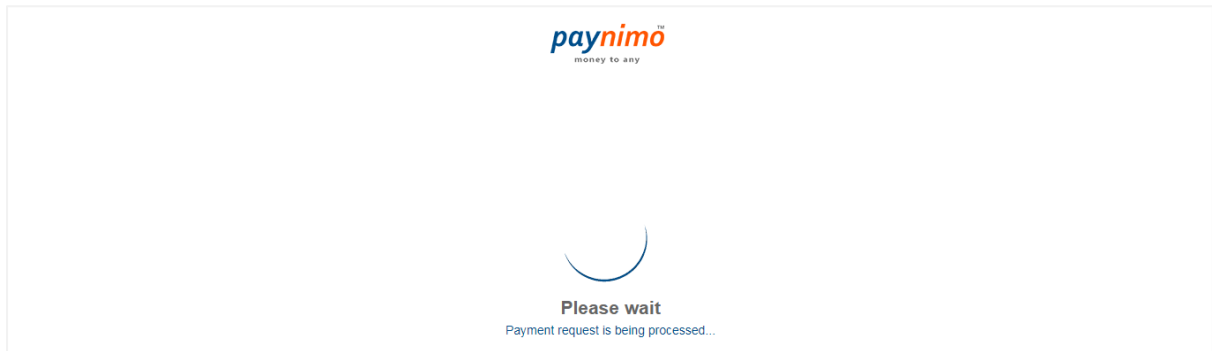 paynimo™
money to any
Please wait
Payment request is being processed...